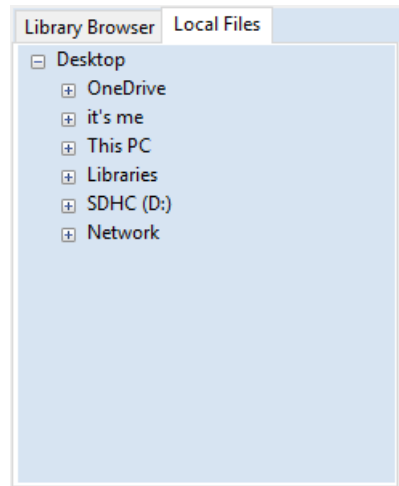 Library Browser Local Files
Desktop
OneDrive
it's me
This PC
Libraries
SDHC (D:)
Network